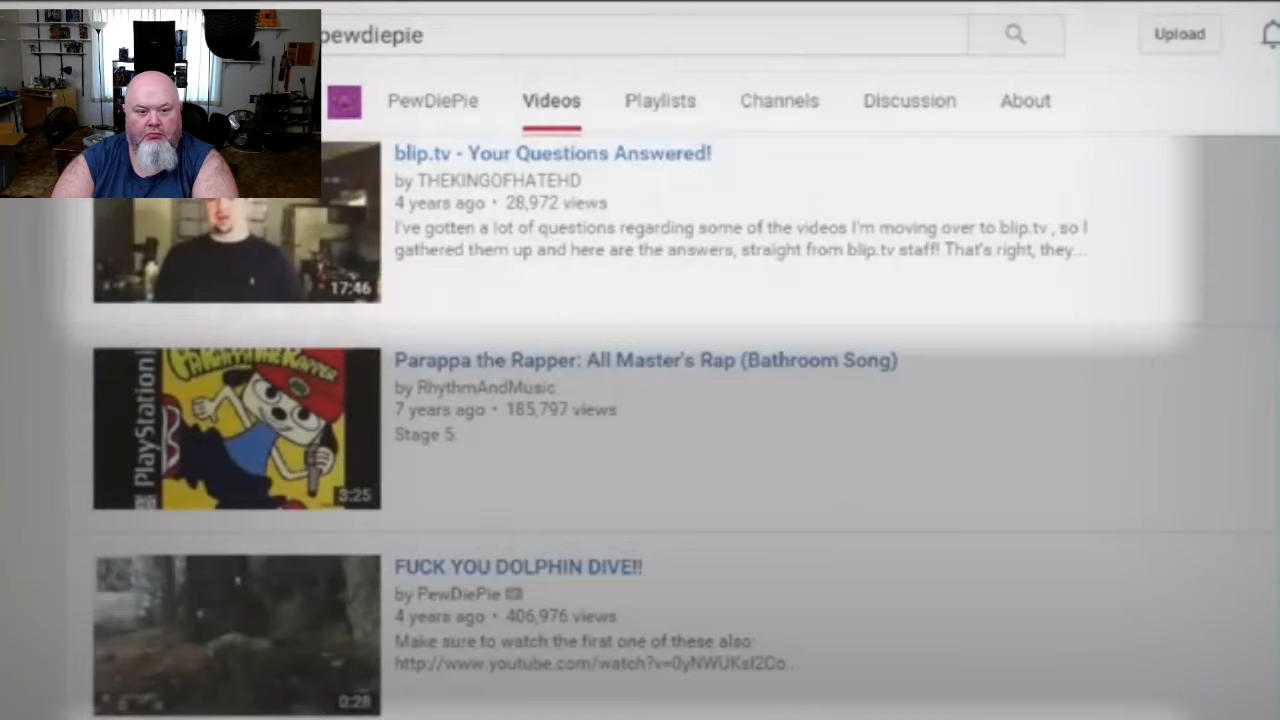 pewdiepie
Upload
PewDiePie Videos Playlists Channels Discussion About
blip.tv - Your Questions Answered!
by THEKINGOFHATEHD
4 years ago • 28,972 views
I've gotten a lot of questions regarding some of the videos I'm moving over to blip.tv , so I
gathered them up and here are the answers, straight from blip.tv staff! That's right, they...
17:46
Parappa the Rapper: All Master's Rap (Bathroom Song)
by RhythmAndMusic
7 years ago • 185,797 views
Stage 5.
PlayStation
PARAPPA THE RAPPER
3:25
FUCK YOU DOLPHIN DIVE!!
by PewDiePie
4 years ago • 406,976 views
Make sure to watch the first one of these also:
0:28